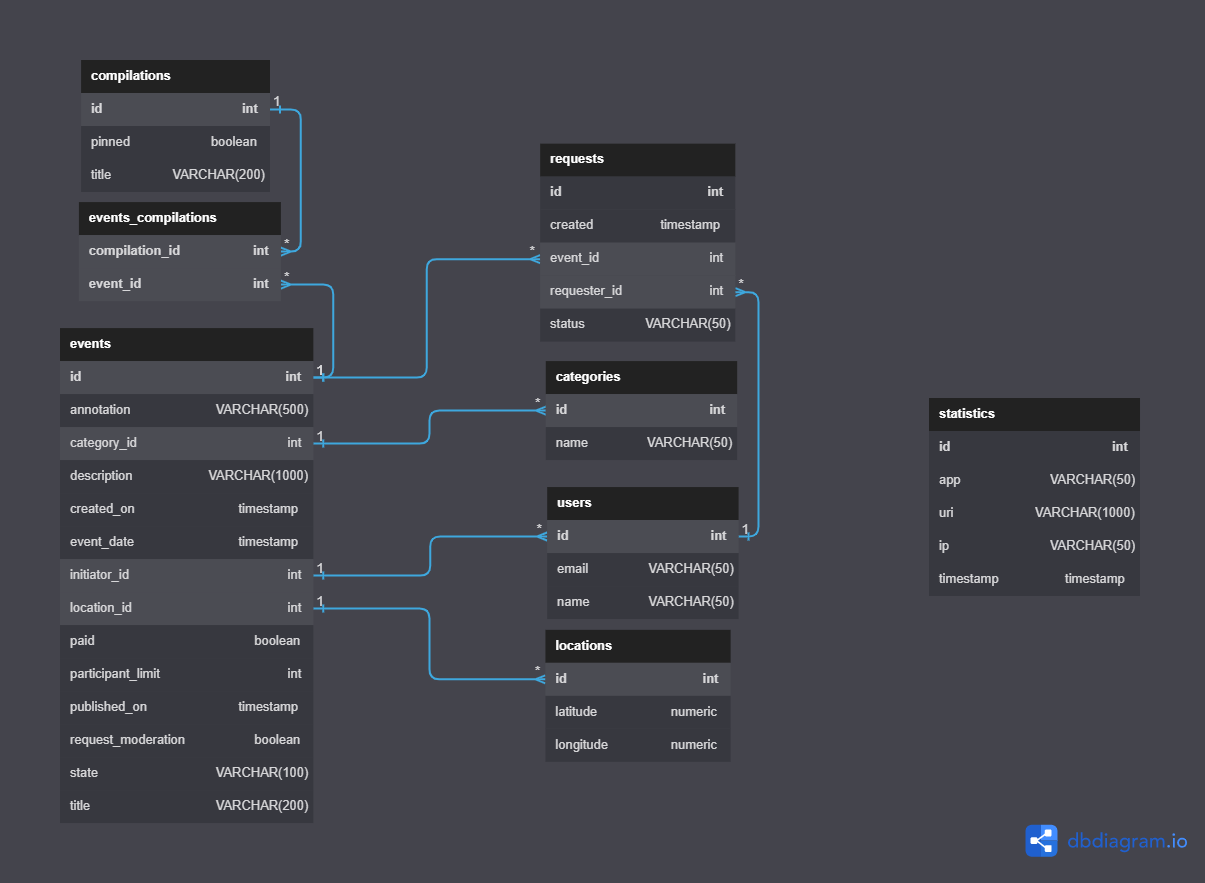 compilations
id int
pinned boolean
title VARCHAR(200)
1
events_compilations
compilation_id int
*
event_id int
*
events
id int
1
annotation VARCHAR(500)
category_id int
1
description VARCHAR(1000)
created_on timestamp
event_date timestamp
initiator_id int
1
location_id int
1
paid boolean
participant_limit int
published_on timestamp
request_moderation boolean
state VARCHAR(100)
title VARCHAR(200)
requests
id int
created timestamp
*
event_id int
requester_id int
*
status VARCHAR(50)
categories
*
id int
name VARCHAR(50)
users
*
id int
1
email VARCHAR(50)
name VARCHAR(50)
locations
*
id int
latitude numeric
longitude numeric
statistics
id int
app VARCHAR(50)
uri VARCHAR(1000)
ip VARCHAR(50)
timestamp timestamp
dbdiagram.io